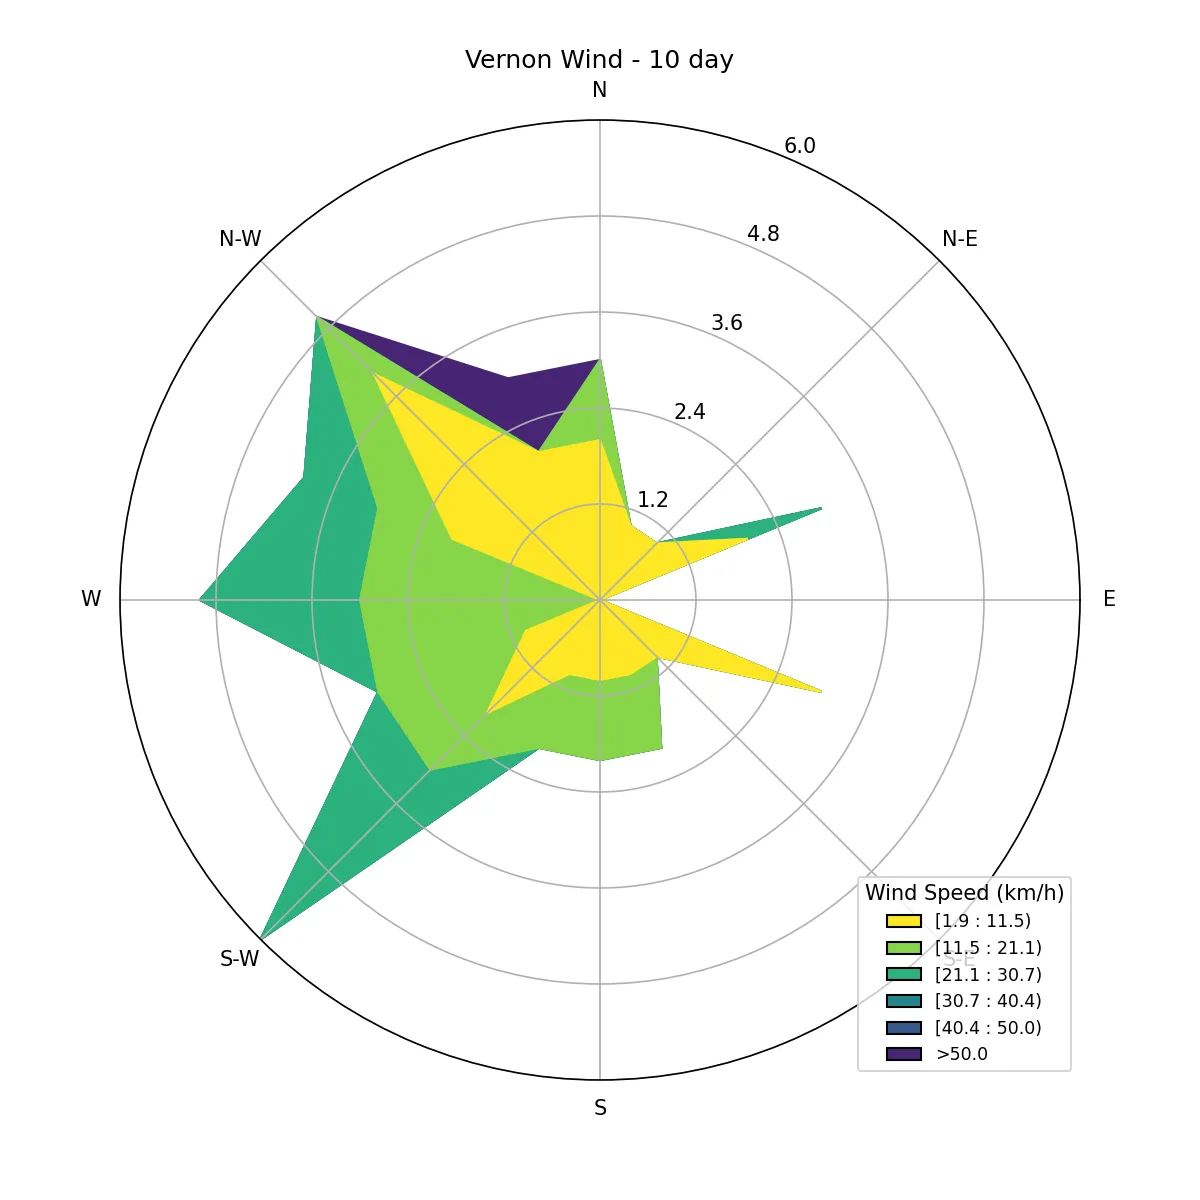 Vernon Wind - 10 day
N
6.0
4.8
N-W
N-E
3.6
2.4
1.2
W
E
S-W
S-E
Wind Speed (km/h)
[1.9 : 11.5)
[11.5 : 21.1)
[21.1 : 30.7)
[30.7 : 40.4)
[40.4 : 50.0)
>50.0
S